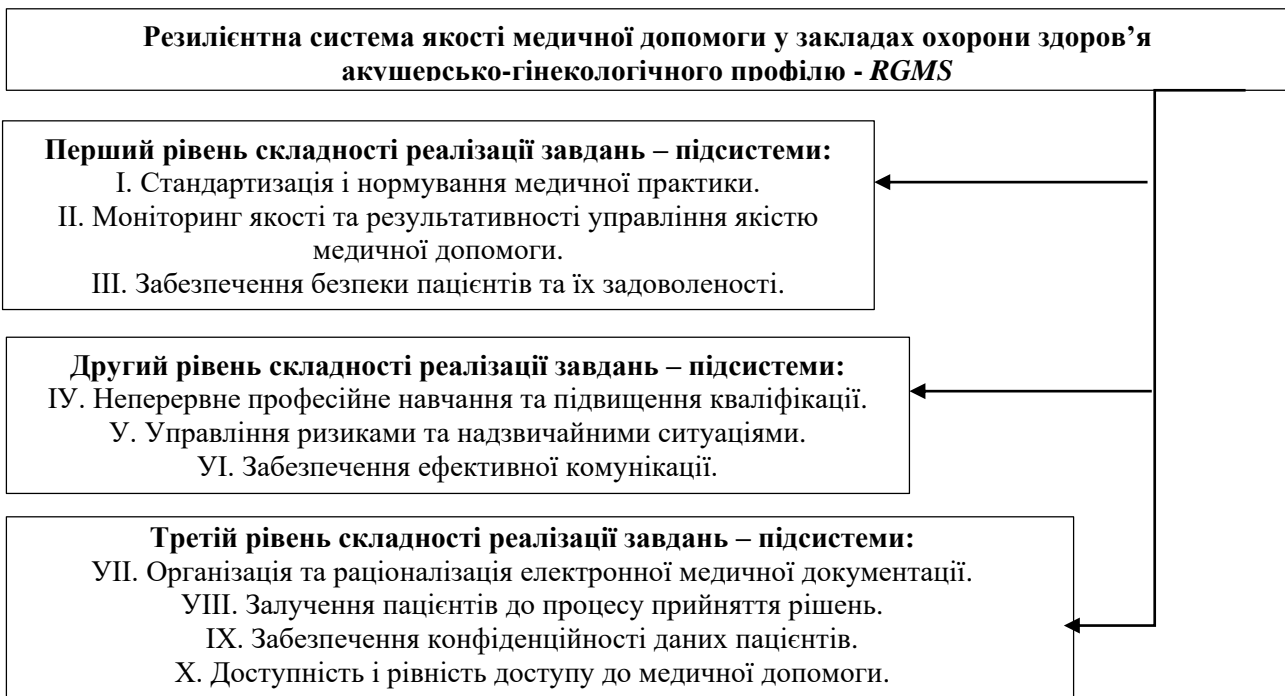 Резилієнтна система якості медичної допомоги у закладах охорони здоров’я
акушерсько-гінекологічного профілю - RGMS
Перший рівень складності реалізації завдань – підсистеми:
І. Стандартизація і нормування медичної практики.
ІІ. Моніторинг якості та результативності управління якістю
медичної допомоги.
ІІІ. Забезпечення безпеки пацієнтів та їх задоволеності.
Другий рівень складності реалізації завдань – підсистеми:
ІУ. Неперервне професійне навчання та підвищення кваліфікації.
У. Управління ризиками та надзвичайними ситуаціями.
УІ. Забезпечення ефективної комунікації.
Третій рівень складності реалізації завдань – підсистеми:
УІІ. Організація та раціоналізація електронної медичної документації.
УІІІ. Залучення пацієнтів до процесу прийняття рішень.
ІХ. Забезпечення конфіденційності даних пацієнтів.
Х. Доступність і рівність доступу до медичної допомоги.